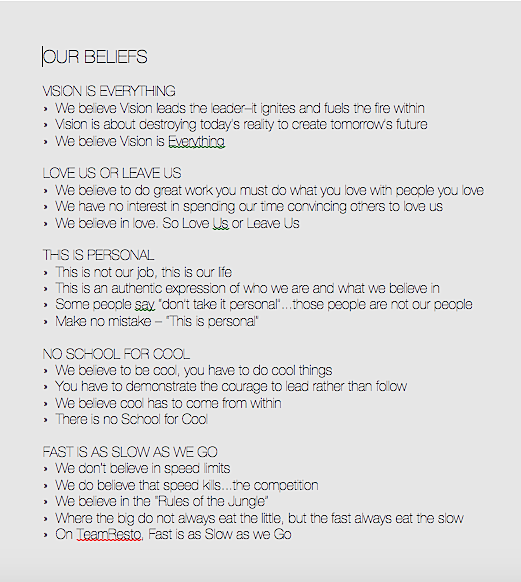 OUR BELIEFS
VISION IS EVERYTHING
› We believe Vision leads the leader–it ignites and fuels the fire within
› Vision is about destroying today's reality to create tomorrow's future
› We believe Vision is Everything
LOVE US OR LEAVE US
› We believe to do great work you must do what you love with people you love
› We have no interest in spending our time convincing others to love us
› We believe in love. So Love Us or Leave Us
THIS IS PERSONAL
› This is not our job, this is our life
› This is an authentic expression of who we are and what we believe in
› Some people say "don't take it personal"...those people are not our people
› Make no mistake – "This is personal"
NO SCHOOL FOR COOL
› We believe to be cool, you have to do cool things
› You have to demonstrate the courage to lead rather than follow
› We believe cool has to come from within
› There is no School for Cool
FAST IS AS SLOW AS WE GO
› We don't believe in speed limits
› We do believe that speed kills...the competition
› We believe in the "Rules of the Jungle"
› Where the big do not always eat the little, but the fast always eat the slow
› On TeamResto, Fast is as Slow as we Go